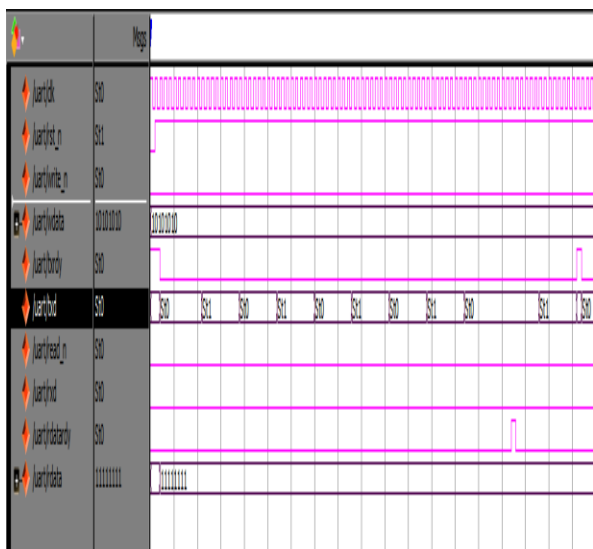 Msgs
/uart/clk St0
/uart/rst_n St1
/uart/write_n St0
/uart/wdata 10101010 10101010
/uart/txrdy St0
/uart/txd St0 St0 St1 St0 St1 St0 St1 St0 St1 St0 St1 St0
/uart/read_n St0
/uart/rxd St0
/uart/rdatardy St0
/uart/rdata 11111111 11111111